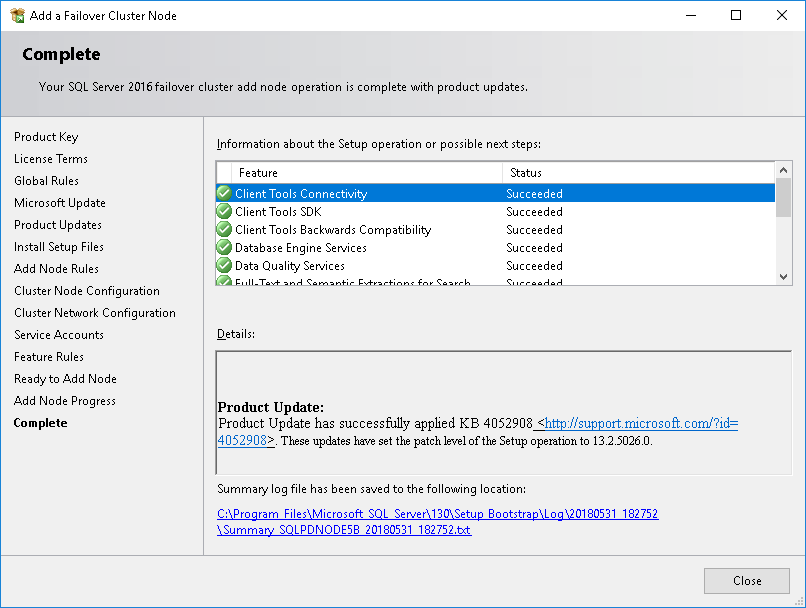 Add a Failover Cluster Node
Complete
Your SQL Server 2016 failover cluster add node operation is complete with product updates.
Product Key
License Terms
Global Rules
Microsoft Update
Product Updates
Install Setup Files
Add Node Rules
Cluster Node Configuration
Cluster Network Configuration
Service Accounts
Feature Rules
Ready to Add Node
Add Node Progress
Complete
Information about the Setup operation or possible next steps:
Feature Status
Client Tools Connectivity Succeeded
Client Tools SDK Succeeded
Client Tools Backwards Compatibility Succeeded
Database Engine Services Succeeded
Data Quality Services Succeeded
Full-Text and Semantic Extractions for Search Succeeded
Details:
Product Update:
Product Update has successfully applied KB 4052908 <http://support.microsoft.com/?id=
4052908>. These updates have set the patch level of the Setup operation to 13.2.5026.0.
Summary log file has been saved to the following location:
C:\Program Files\Microsoft SQL Server\130\Setup Bootstrap\Log\20180531_182752
\Summary_SQLPDNODE5B_20180531_182752.txt
Close